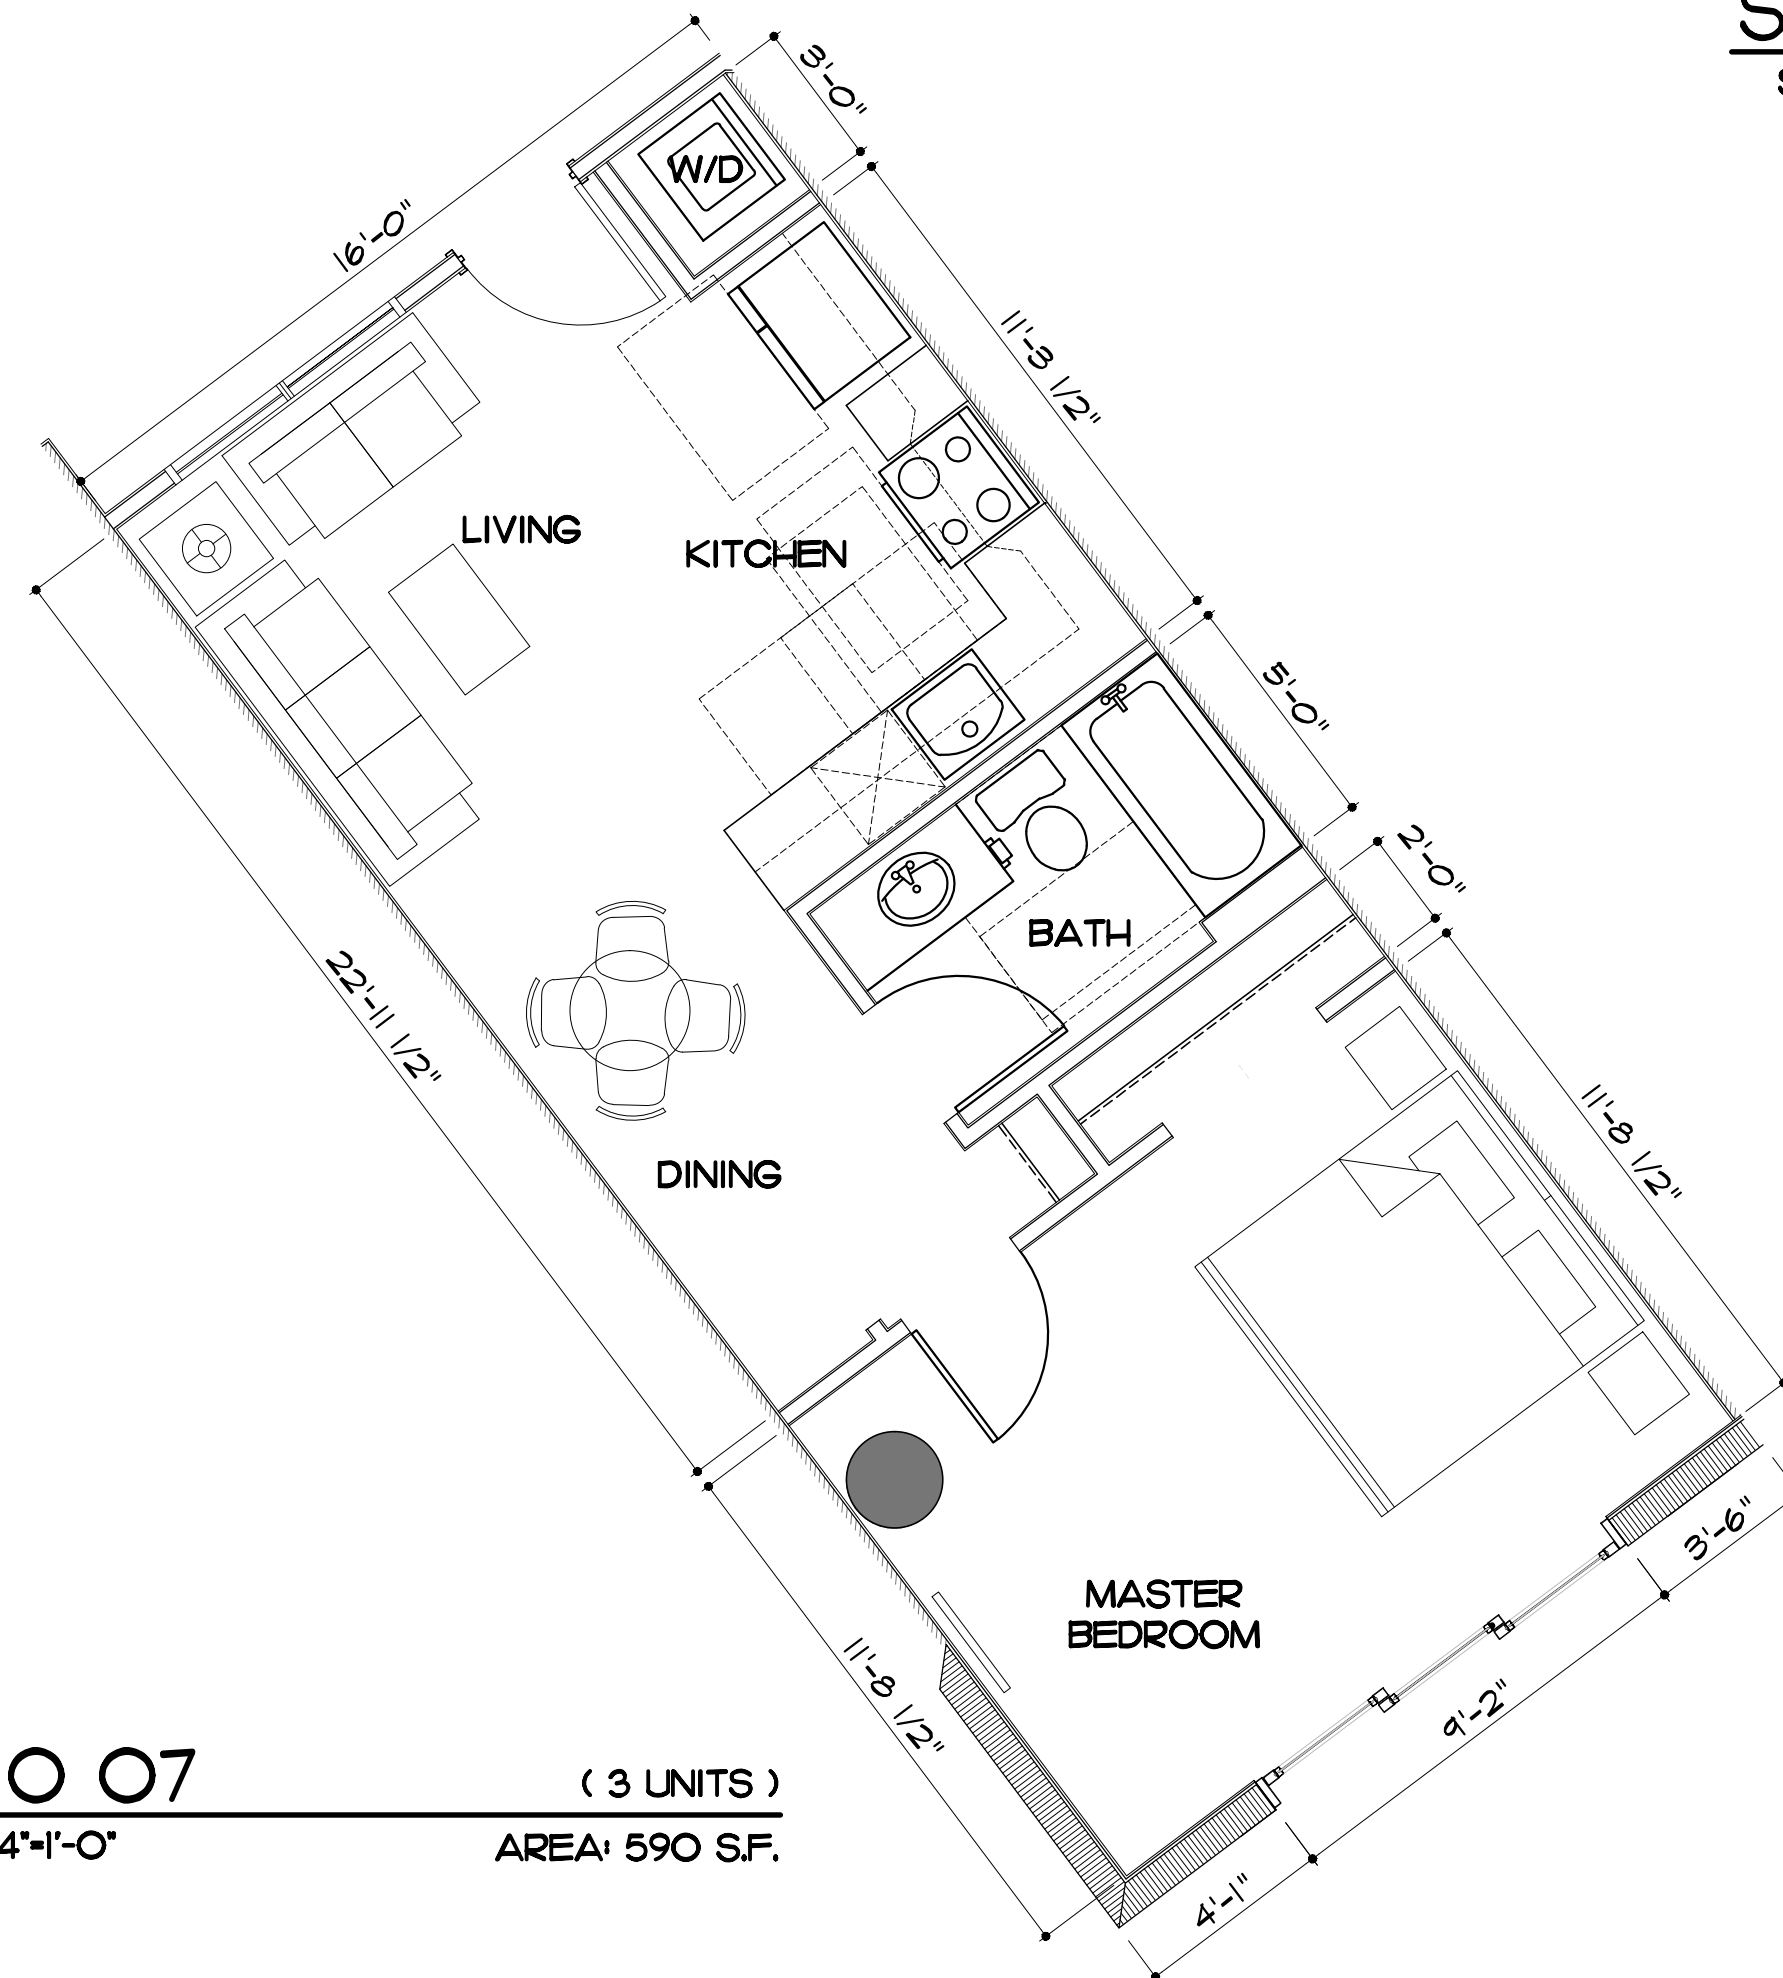 3'-0"
W/D
16'-0"
11'-3 1/2"
LIVING
KITCHEN
5'-0"
2'-0"
BATH
22'-11 1/2"
11'-8 1/2"
DINING
3'-6"
MASTER
BEDROOM
11'-8 1/2"
9'-2"
4'-1"
O 07
( 3 UNITS )
4"=1'-0"
AREA: 590 S.F.